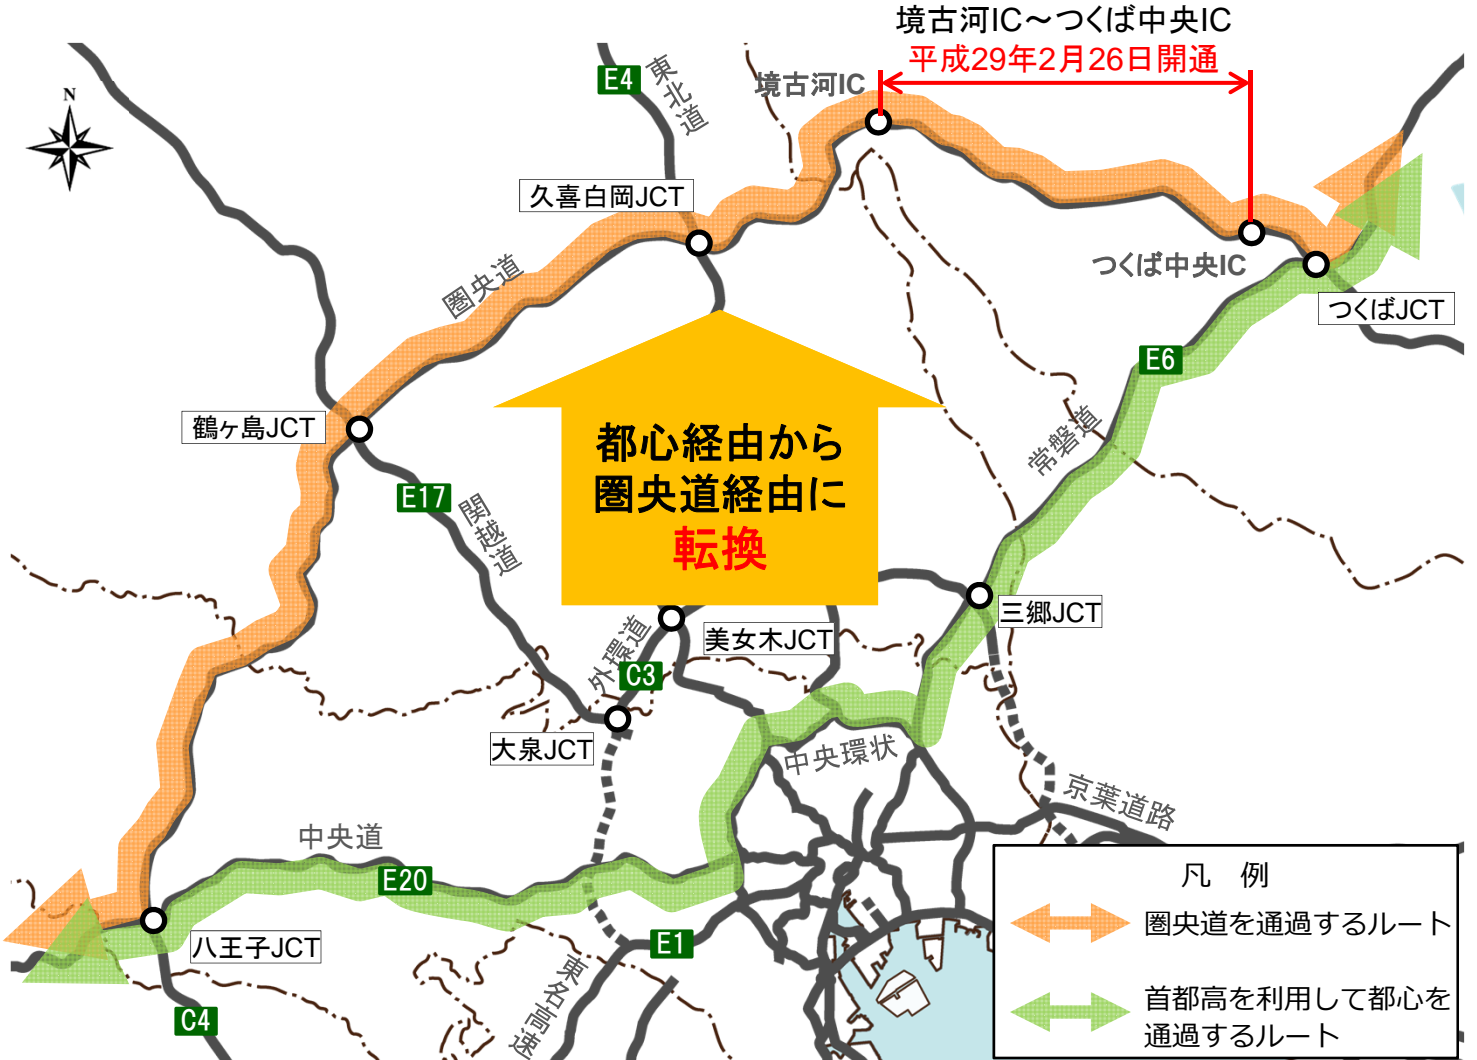 境古河IC～つくば中央IC
平成29年2月26日開通
N
E4
東北道
境古河IC
久喜白岡JCT
圏央道
つくば中央IC
つくばJCT
E6
鶴ヶ島JCT
常磐道
都心経由から
圏央道経由に
転換
E17
関越道
三郷JCT
外環道
美女木JCT
C3
大泉JCT
中央環状
京葉道路
中央道
E20
八王子JCT
E1
東名高速
C4
凡 例
圏央道を通過するルート
首都高を利用して都心を
通過するルート